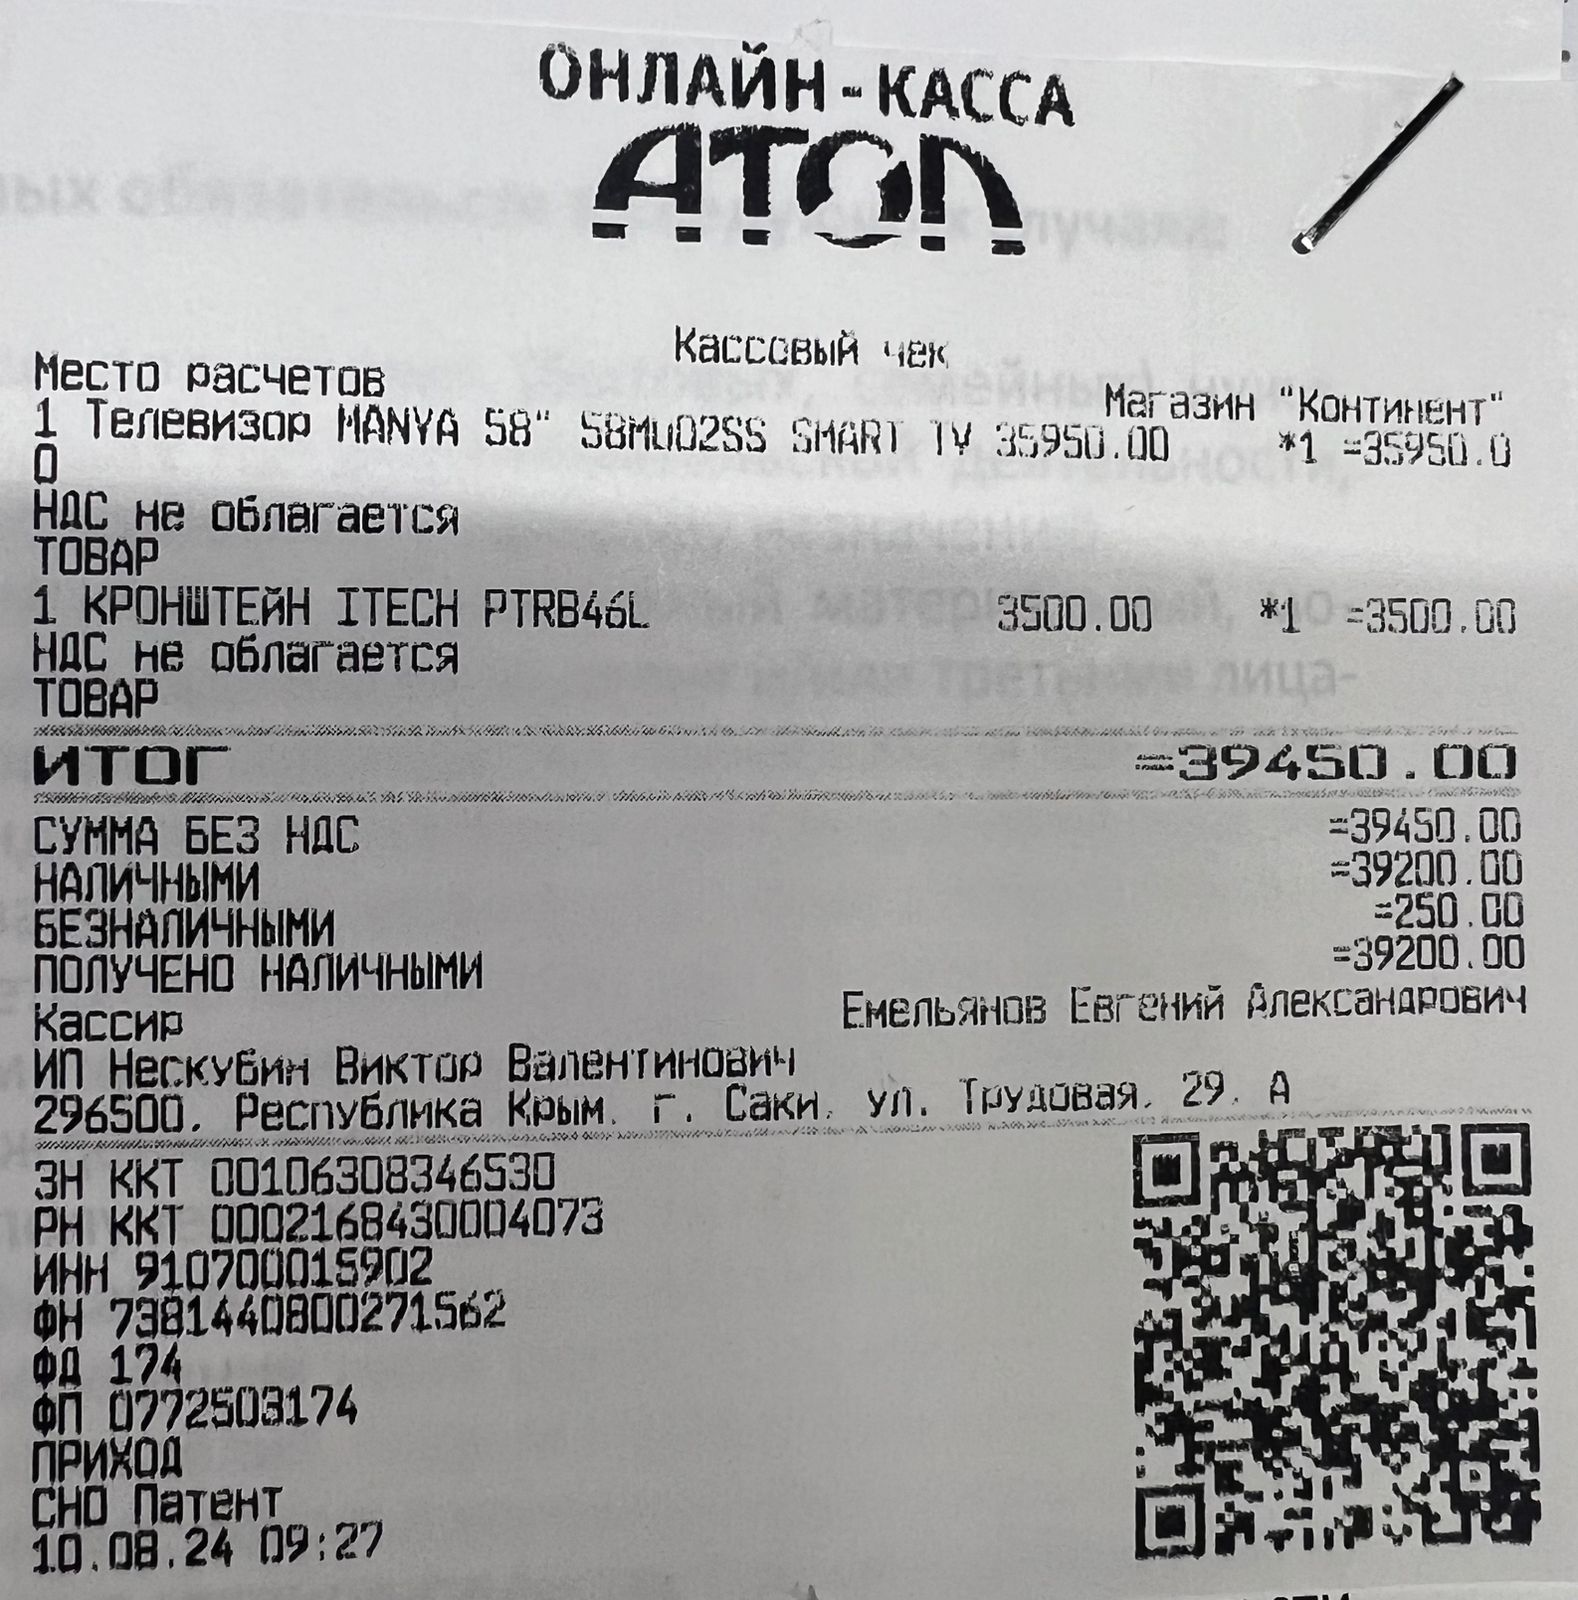 ОНЛАЙН-КАССА
АТОЛ
Кассовый чек
Место расчетов Магазин "Континент"
1 Телевизор MANYA 58" 58MU02SS SMART TV 35950.00 *1 =35950.0
0
НДС не облагается
ТОВАР
1 КРОНШТЕЙН ITECH PTRB46L 3500.00 *1 =3500.00
НДС не облагается
ТОВАР
ИТОГ =39450.00
СУММА БЕЗ НДС =39450.00
НАЛИЧНЫМИ =39200.00
БЕЗНАЛИЧНЫМИ =250.00
ПОЛУЧЕНО НАЛИЧНЫМИ =39200.00
Кассир Емельянов Евгений Александрович
ИП Нескубин Виктор Валентинович
296500, Республика Крым, г. Саки, ул. Трудовая, 29, А
ЗН ККТ 00106308346530
РН ККТ 0002168430004073
ИНН 910700015902
ФН 7381440800271562
ФД 174
ФП 0772503174
ПРИХОД
СНО Патент
10.08.24 09:27